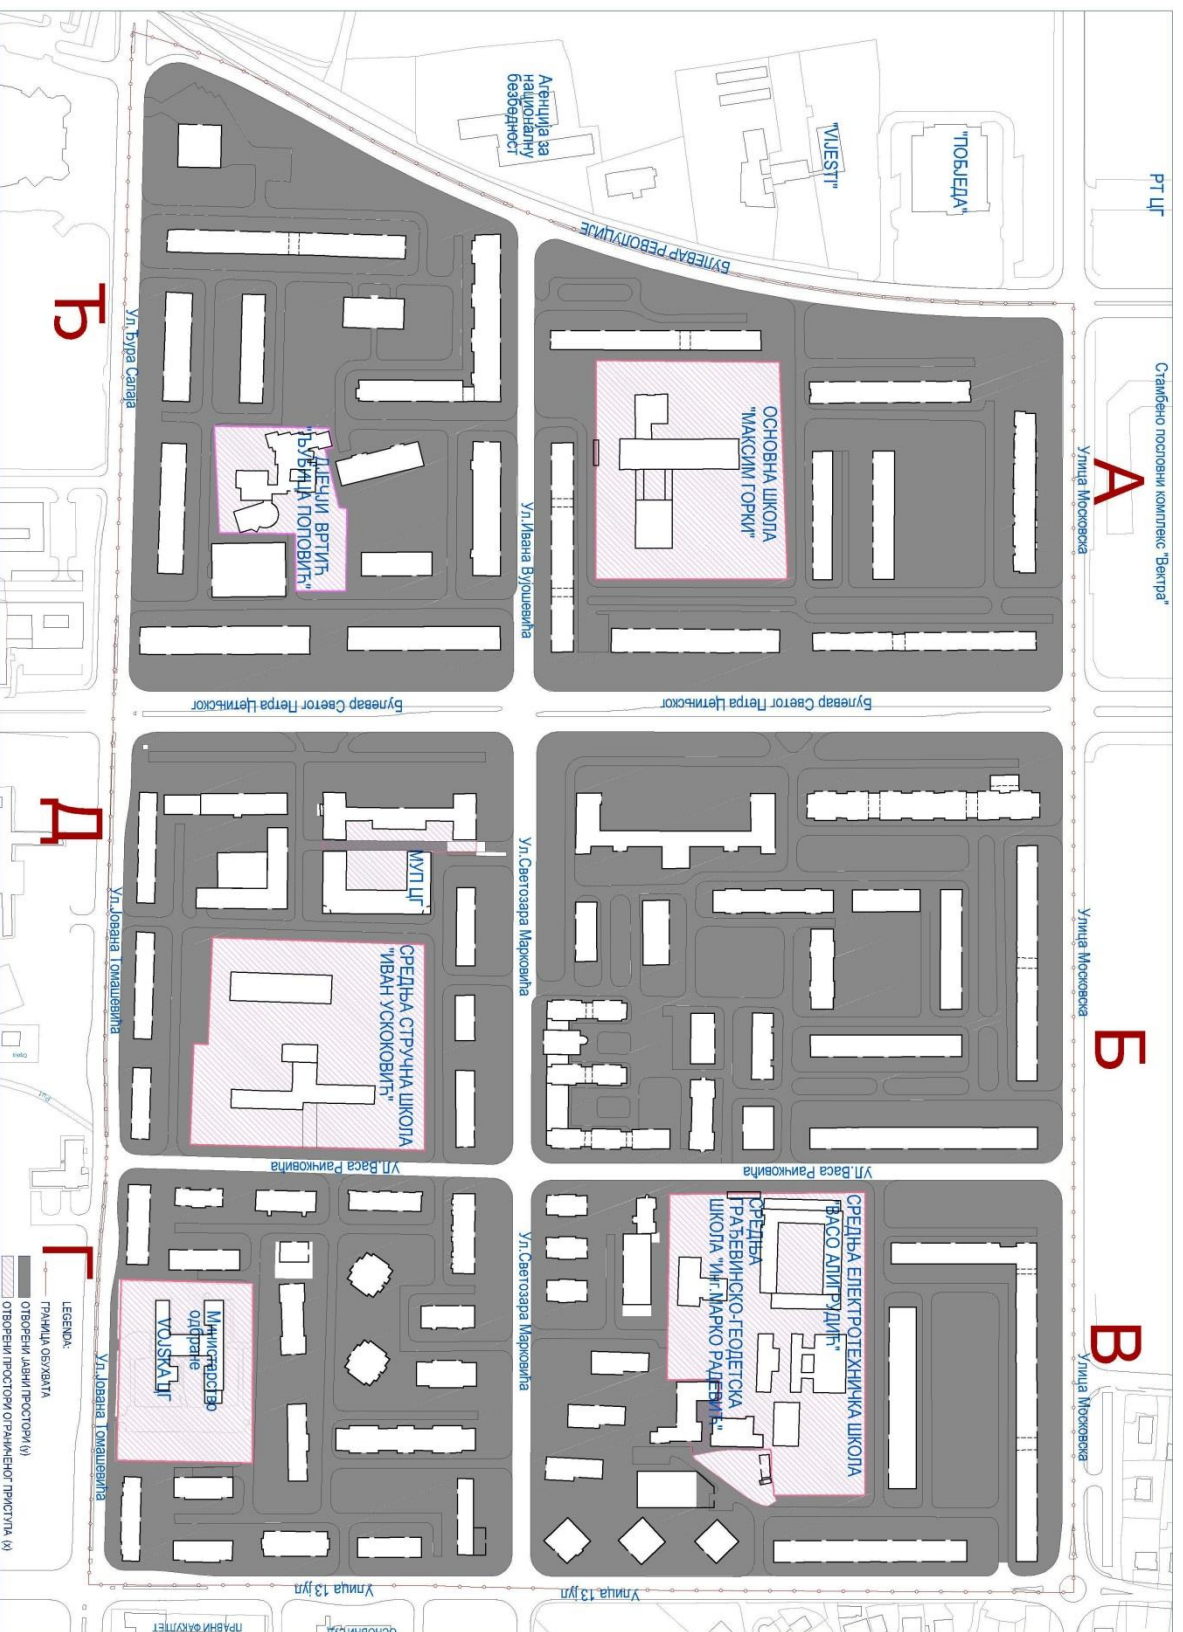 РТ ЦГ
"ПОБЈЕДА"
"VIJESTI"
Агенција за
националну
безбедност
Стамбено пословни комплекс "Вектра"
БУЛЕВАР РЕВОЛУЦИЈЕ
А
Улица Московска
ОСНОВНА ШКОЛА
"МАКСИМ ГОРКИ"
Ул.Ивана Вујошевића
Ђ
Ул.Ђура Салаја
ДЈЕЧЈИ ВРТИЋ
"ЉУБИЦА ПОПОВИЋ"
Булевар Светог Петра Цетињског
Булевар Светог Петра Цетињског
Б
Улица Московска
Ул.Светозара Марковића
МУП ЦГ
Д
Ул.Јована Томашевића
СРЕДЊА СТРУЧНА ШКОЛА
"ИВАН УСКОКОВИЋ"
УЛ.Васа Раичковића
УЛ.Васа Раичковића
В
Улица Московска
СРЕДЊА ЕЛЕКТРОТЕХНИЧКА ШКОЛА
"ВАСО АЛИГРУДИЋ"
СРЕДЊА
ГРАЂЕВИНСКО-ГЕОДЕТСКА
ШКОЛА "Инг.МАРКО РАДЕВИЋ"
Ул.Светозара Марковића
Г
Министарство
одбране
VOJSKA ЦГ
Ул.Јована Томашевића
Улица 13 јул
Улица 13 јул
ПРАВНИ ФАКУЛТЕТ
ОСНОВНИ СУД
LEGENDA:
ГРАНИЦА ОБУХВАТА
ОТВОРЕНИ ЈАВНИ ПРОСТОРИ (у)
ОТВОРЕНИ ПРОСТОРИ ОГРАНИЧЕНОГ ПРИСТУПА (х)